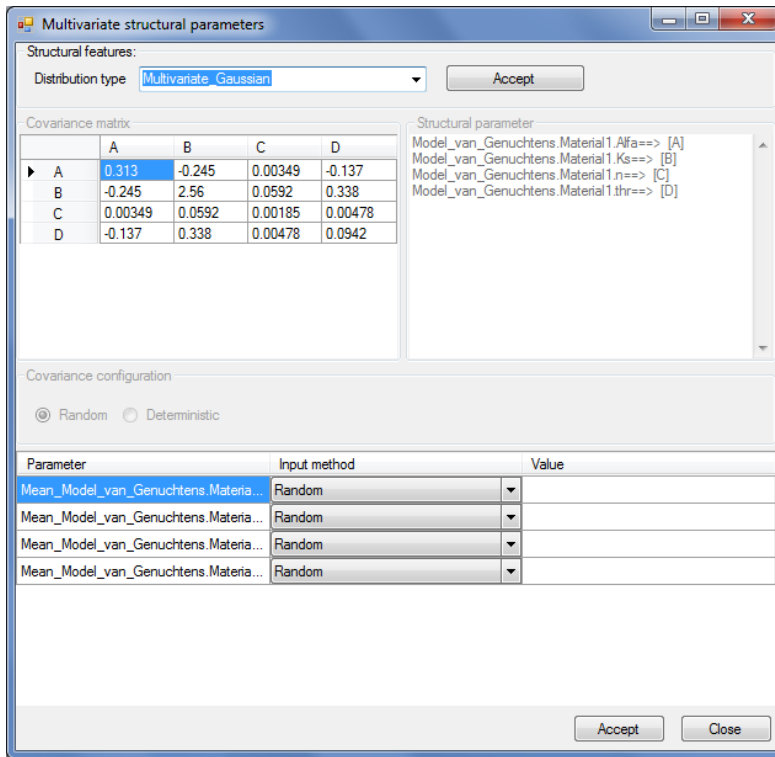 Multivariate structural parameters
Structural features:
Distribution type Multivariate_Gaussian Accept
Covariance matrix
A B C D
A 0.313 -0.245 0.00349 -0.137
B -0.245 2.56 0.0592 0.338
C 0.00349 0.0592 0.00185 0.00478
D -0.137 0.338 0.00478 0.0942
Structural parameter
Model_van_Genuchtens.Material1.Alfa==> [A]
Model_van_Genuchtens.Material1.Ks==> [B]
Model_van_Genuchtens.Material1.n==> [C]
Model_van_Genuchtens.Material1.thr==> [D]
Covariance configuration
Random Deterministic
Parameter Input method Value
Mean_Model_van_Genuchtens.Materia... Random
Mean_Model_van_Genuchtens.Materia... Random
Mean_Model_van_Genuchtens.Materia... Random
Mean_Model_van_Genuchtens.Materia... Random
Accept Close